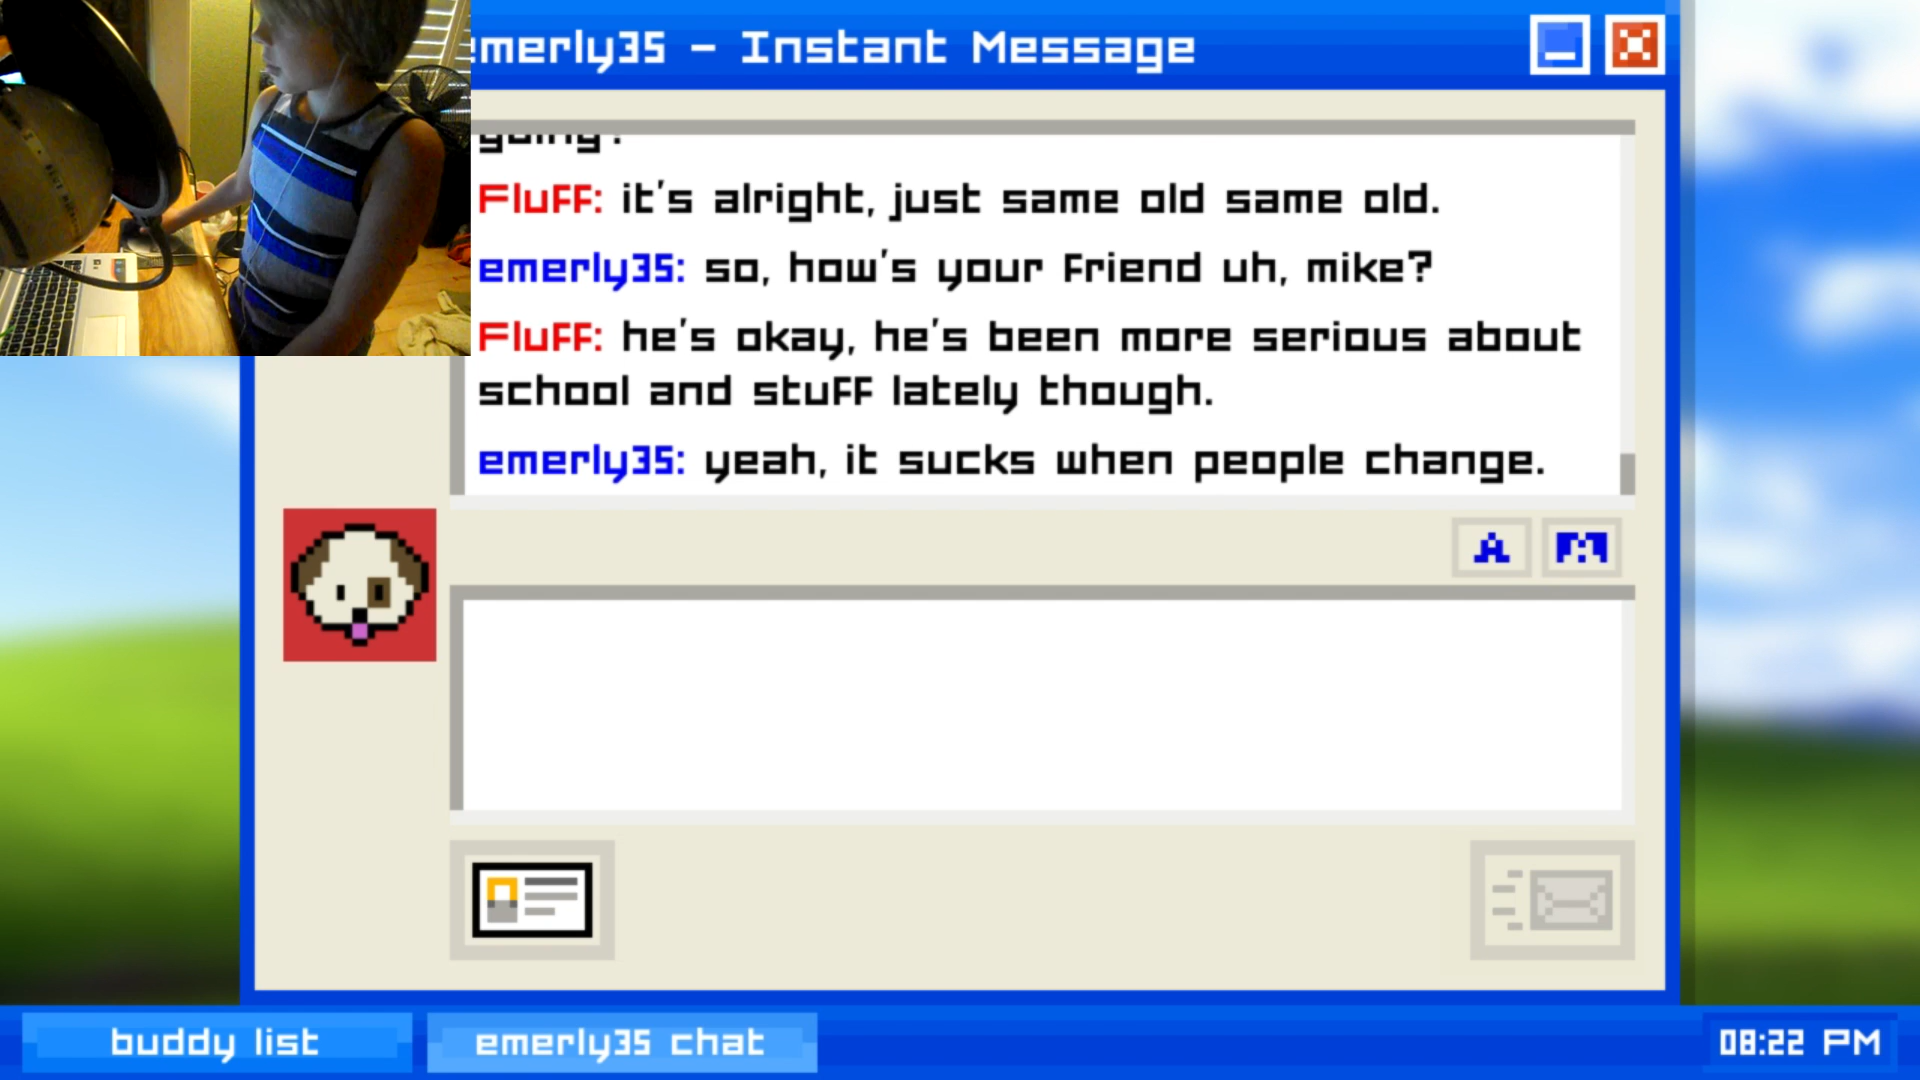 emerly35 - Instant Message
going?
Fluff: it's alright, just same old same old.
emerly35: so, how's your friend uh, mike?
Fluff: he's okay, he's been more serious about
school and stuff lately though.
emerly35: yeah, it sucks when people change.
A M
buddy list
emerly35 chat
08:22 PM